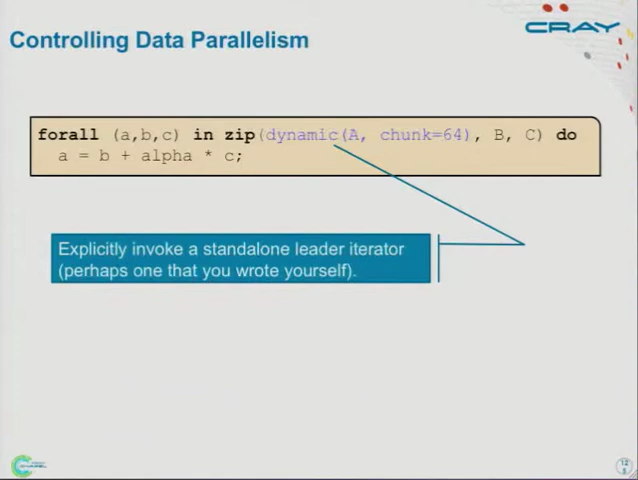 CRAY
Controlling Data Parallelism
forall (a,b,c) in zip(dynamic(A, chunk=64), B, C) do
a = b + alpha * c;
Explicitly invoke a standalone leader iterator
(perhaps one that you wrote yourself).